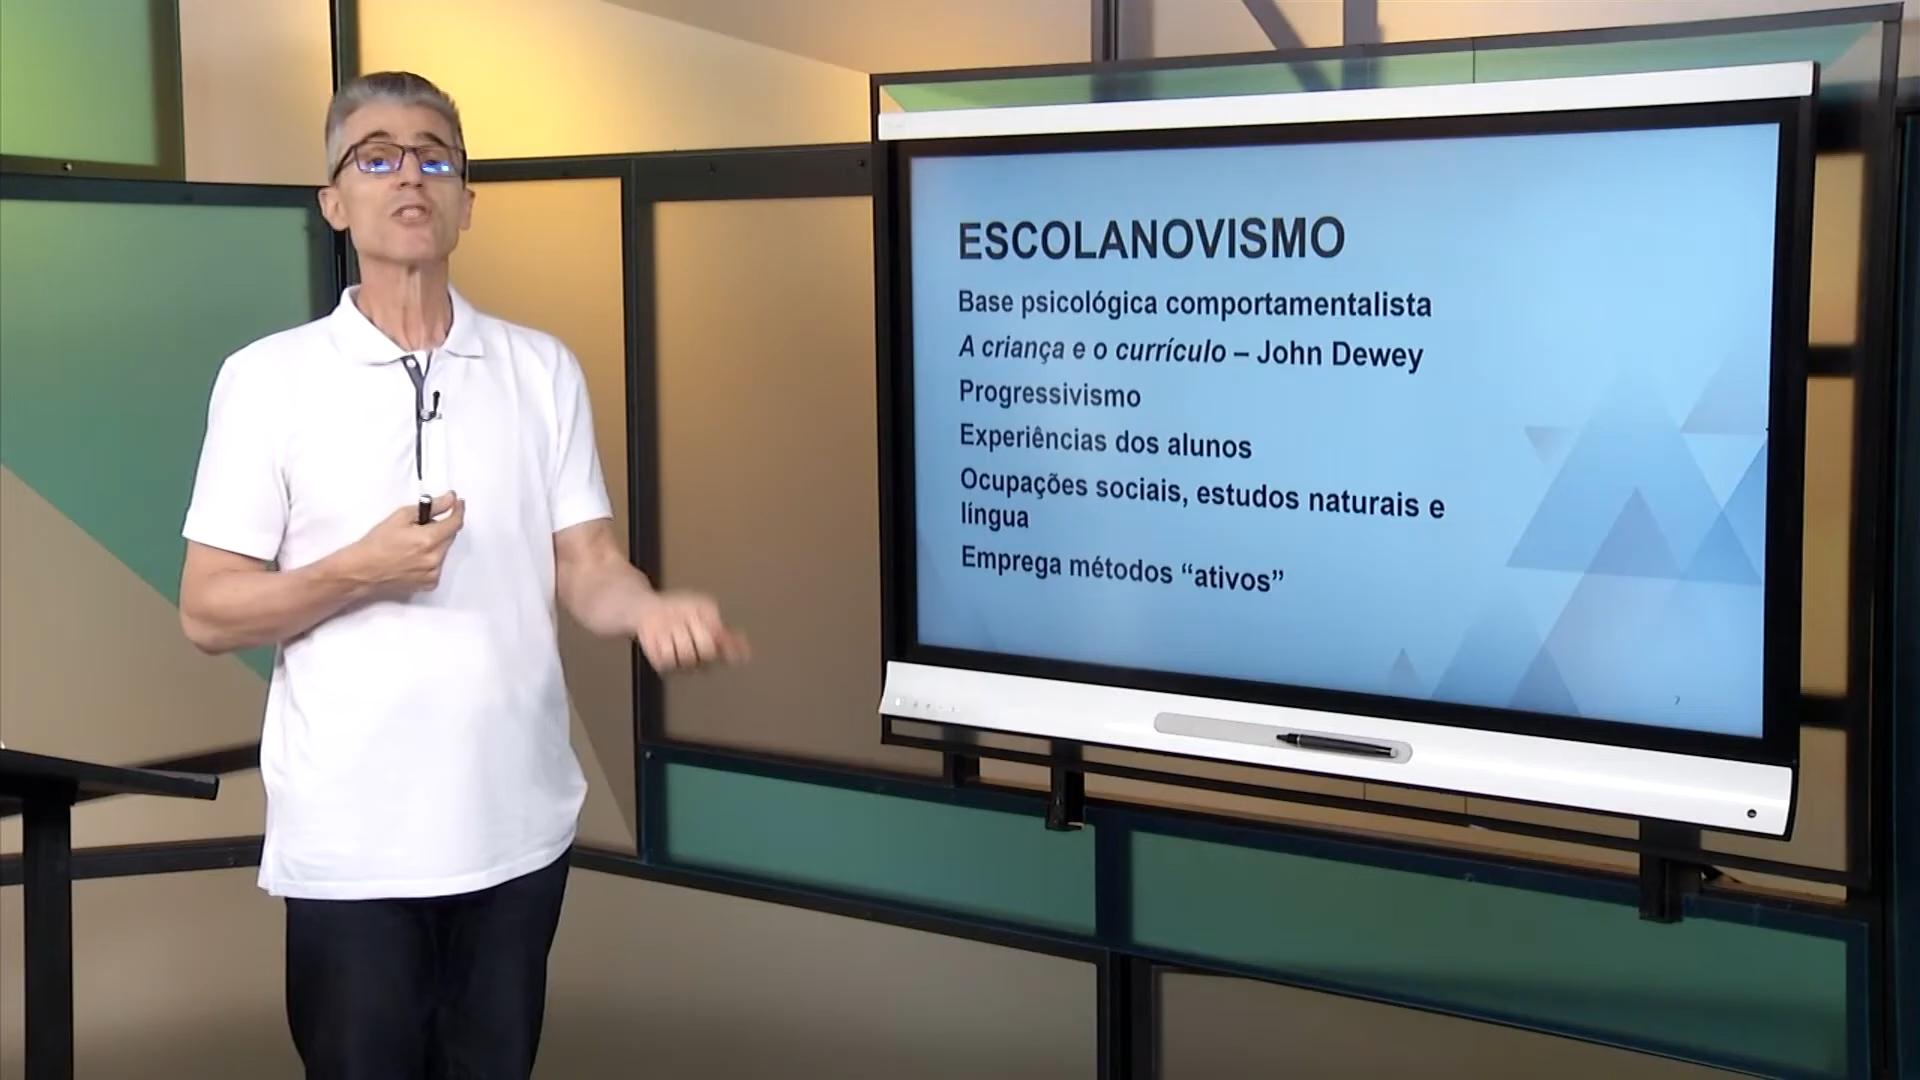 ESCOLANOVISMO
Base psicológica comportamentalista
A criança e o currículo – John Dewey
Progressivismo
Experiências dos alunos
Ocupações sociais, estudos naturais e
língua
Emprega métodos “ativos”
7